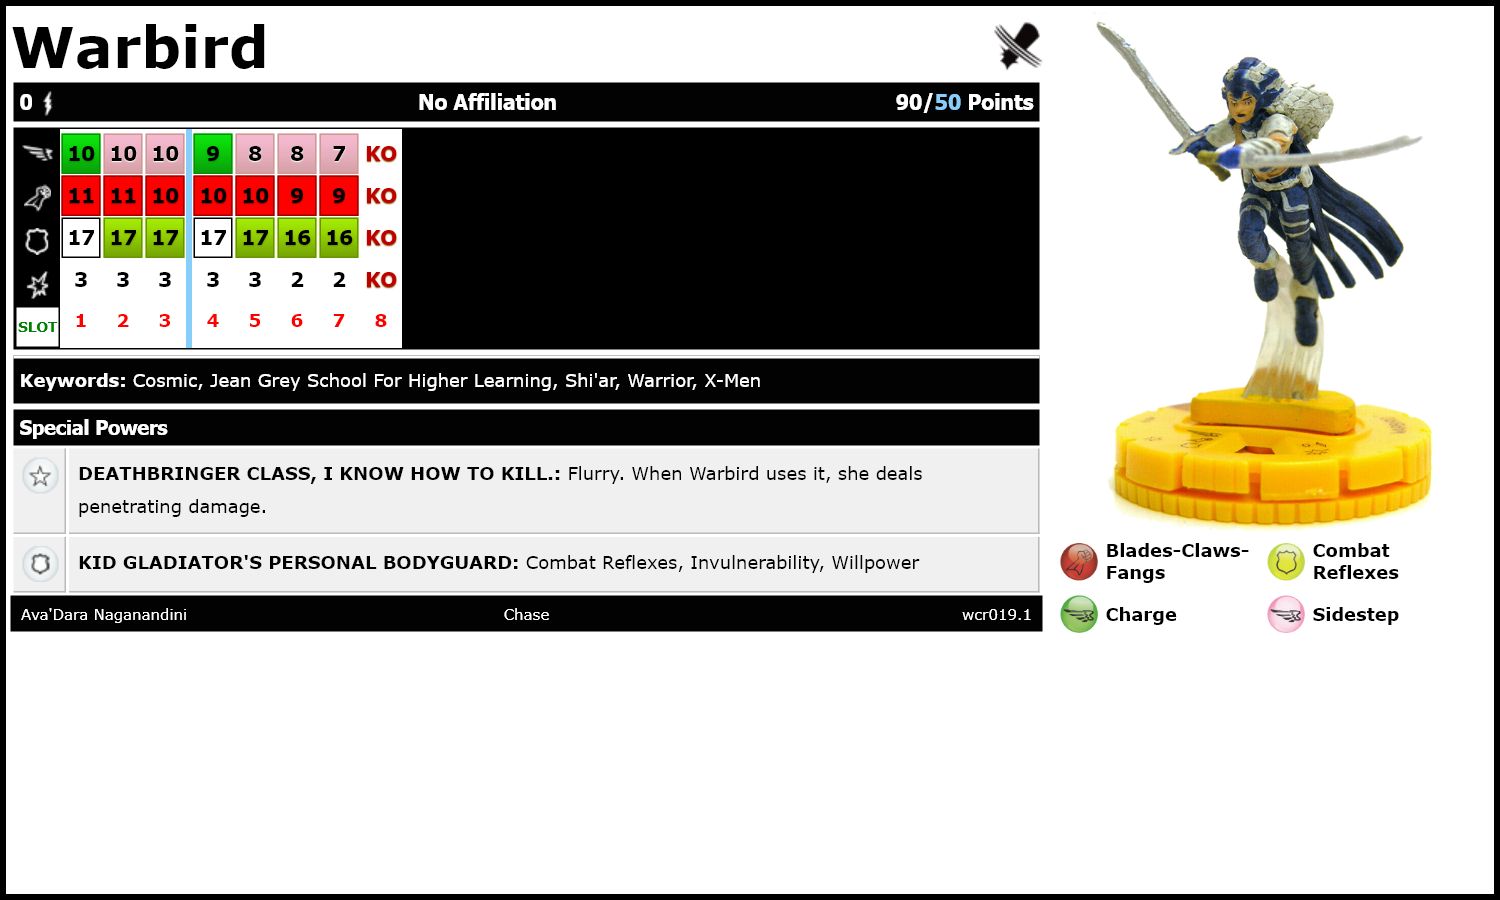 Warbird
0 No Affiliation 90/50 Points
10 10 10 9 8 8 7 KO
11 11 10 10 10 9 9 KO
17 17 17 17 17 16 16 KO
3 3 3 3 3 2 2 KO
SLOT 1 2 3 4 5 6 7 8
Keywords: Cosmic, Jean Grey School For Higher Learning, Shi'ar, Warrior, X-Men
Special Powers
DEATHBRINGER CLASS, I KNOW HOW TO KILL.: Flurry. When Warbird uses it, she deals
penetrating damage.
KID GLADIATOR'S PERSONAL BODYGUARD: Combat Reflexes, Invulnerability, Willpower
Ava'Dara Naganandini Chase wcr019.1
Blades-Claws-
Fangs
Combat
Reflexes
Charge
Sidestep